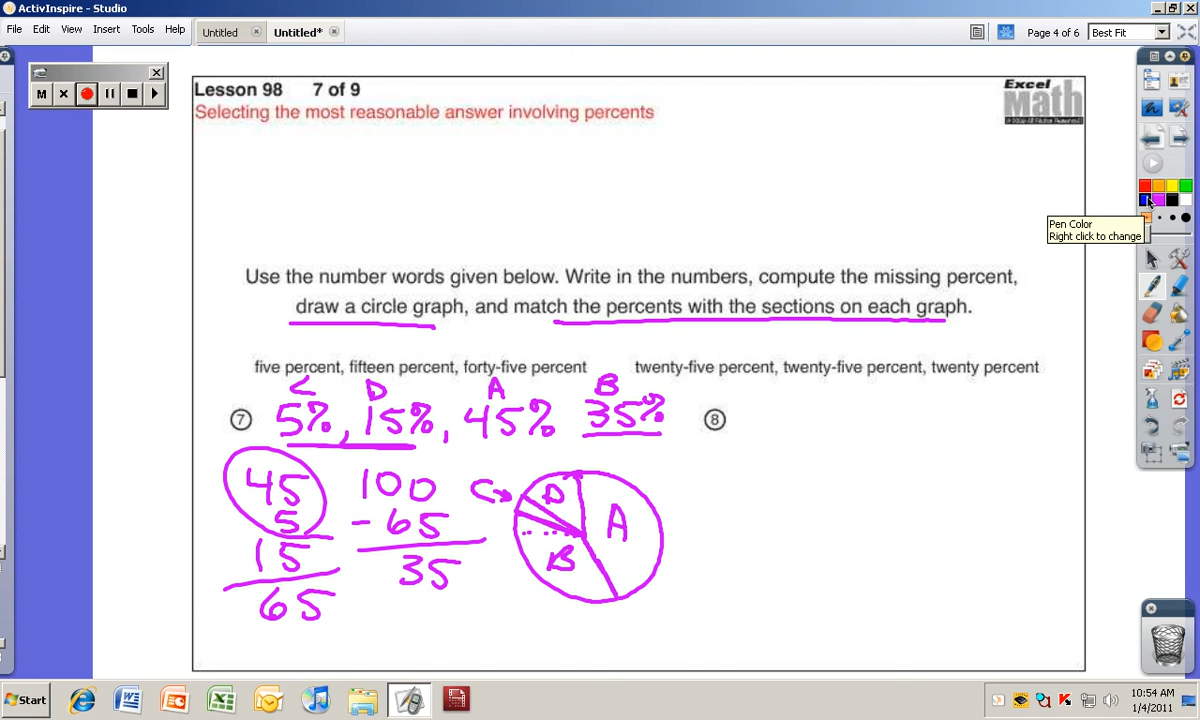 ActivInspire - Studio
File Edit View Insert Tools Help
Untitled Untitled*
Page 4 of 6 Best Fit
M
Lesson 98 7 of 9
Selecting the most reasonable answer involving percents
Excel
Math
Pen Color
Right click to change
Use the number words given below. Write in the numbers, compute the missing percent,
draw a circle graph, and match the percents with the sections on each graph.
five percent, fifteen percent, forty-five percent twenty-five percent, twenty-five percent, twenty percent
C D A B
7 5%, 15%, 45% 35% 8
45 100 C→ D A
5 - 65
15 35 B
65
Start 10:54 AM
1/4/2011